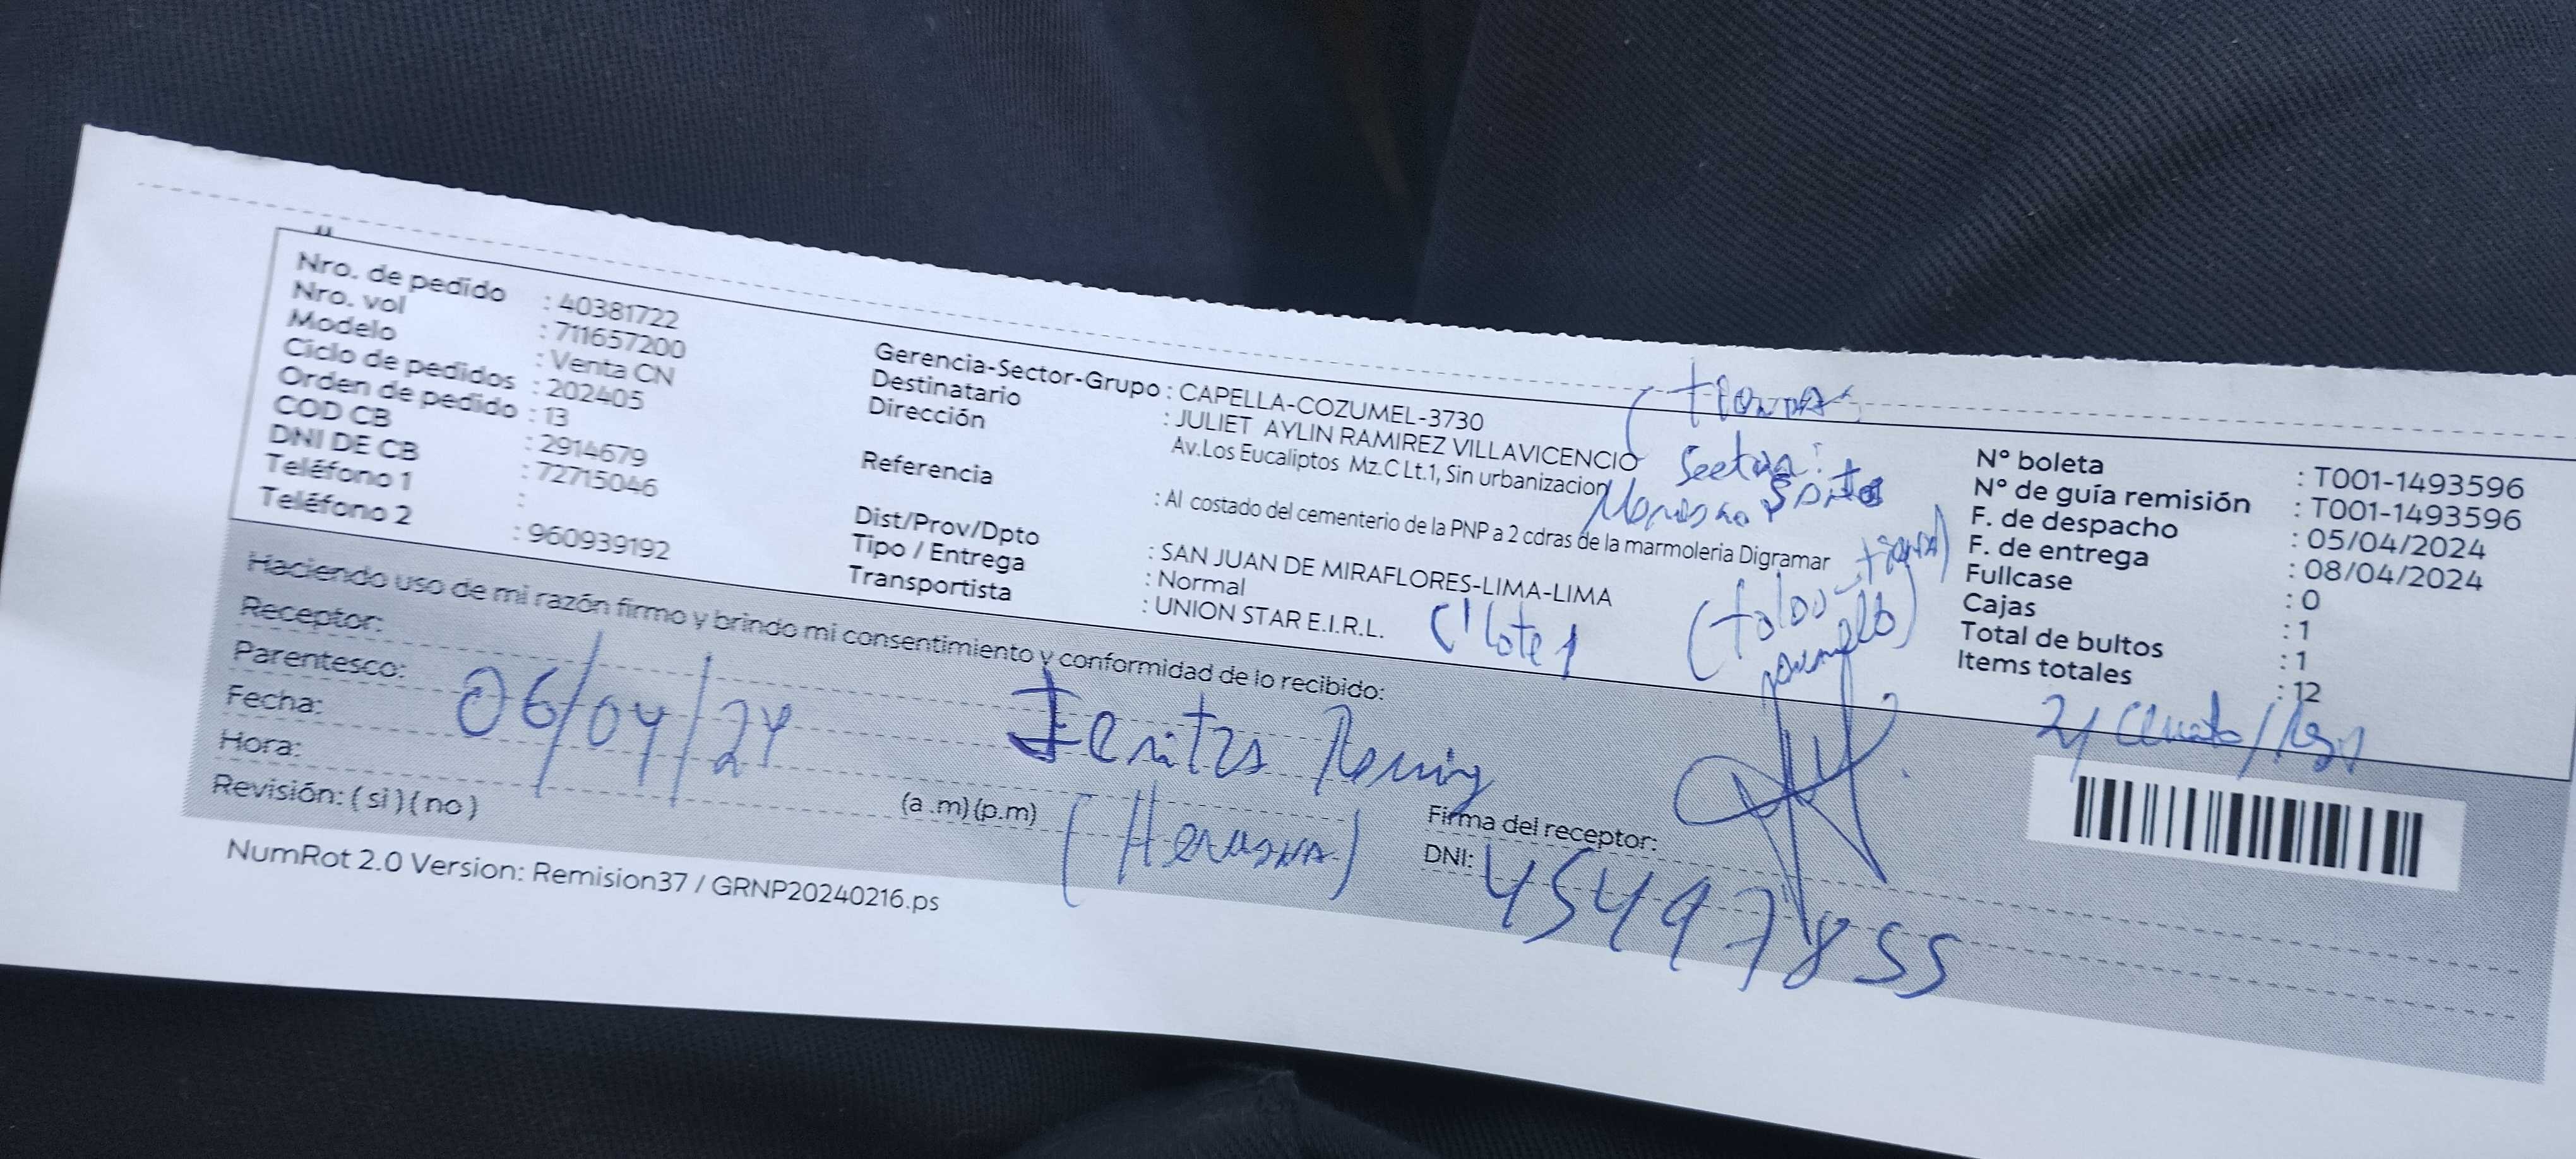 Nro. de pedido : 40381722
Nro. vol : 711657200
Modelo : Venta CN
Ciclo de pedidos : 202405
Orden de pedido : 13
COD CB : 2914679
DNI DE CB : 72715046
Teléfono 1 :
Teléfono 2 : 960939192
Gerencia-Sector-Grupo : CAPELLA-COZUMEL-3730
Destinatario : JULIET AYLIN RAMIREZ VILLAVICENCIO
Dirección Av.Los Eucaliptos Mz.C Lt.1, Sin urbanizacion
Referencia : Al costado del cementerio de la PNP a 2 cdras de la marmoleria Digramar
Dist/Prov/Dpto : SAN JUAN DE MIRAFLORES-LIMA-LIMA
Tipo / Entrega : Normal
Transportista : UNION STAR E.I.R.L.
C' lote 1
Sector:
N° boleta : T001-1493596
N° de guía remisión : T001-1493596
F. de despacho : 05/04/2024
F. de entrega : 08/04/2024
Fullcase : 0
Cajas : 1
Total de bultos : 1
Items totales : 12
Haciendo uso de mi razón firmo y brindo mi consentimiento y conformidad de lo recibido:
Receptor:
Parentesco:
Fecha: 06/04/24
Hora: (a .m) (p.m)
Revisión: ( si ) ( no )
(Hermana)
Firma del receptor:
DNI: 45497855
NumRot 2.0 Version: Remision37 / GRNP20240216.ps